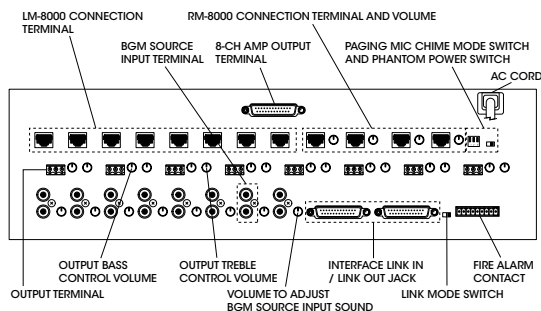 LM-8000 CONNECTION
TERMINAL
RM-8000 CONNECTION TERMINAL AND VOLUME
BGM SOURCE
INPUT TERMINAL
8-CH AMP OUTPUT
TERMINAL
PAGING MIC CHIME MODE SWITCH
AND PHANTOM POWER SWITCH
AC CORD
OUTPUT BASS
CONTROL VOLUME
OUTPUT TREBLE
CONTROL VOLUME
INTERFACE LINK IN
/ LINK OUT JACK
FIRE ALARM
CONTACT
OUTPUT TERMINAL
VOLUME TO ADJUST
BGM SOURCE INPUT SOUND
LINK MODE SWITCH